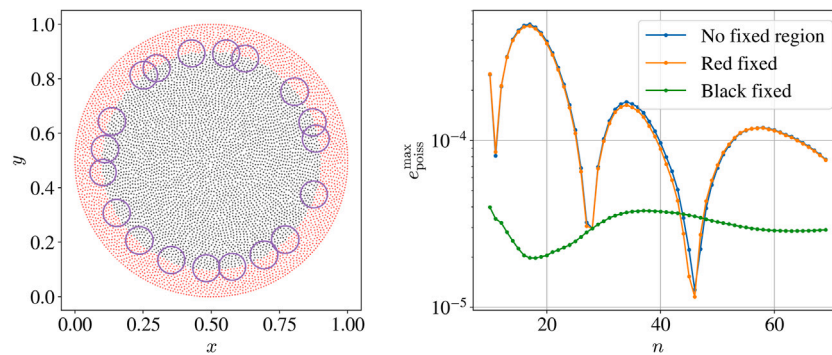 1.0
0.8
0.6
0.4
0.2
0.0
y
0.00
0.25
0.50
0.75
1.00
x
No fixed region
Red fixed
Black fixed
10⁻⁴
10⁻⁵
e_poiss^max
20
40
60
n